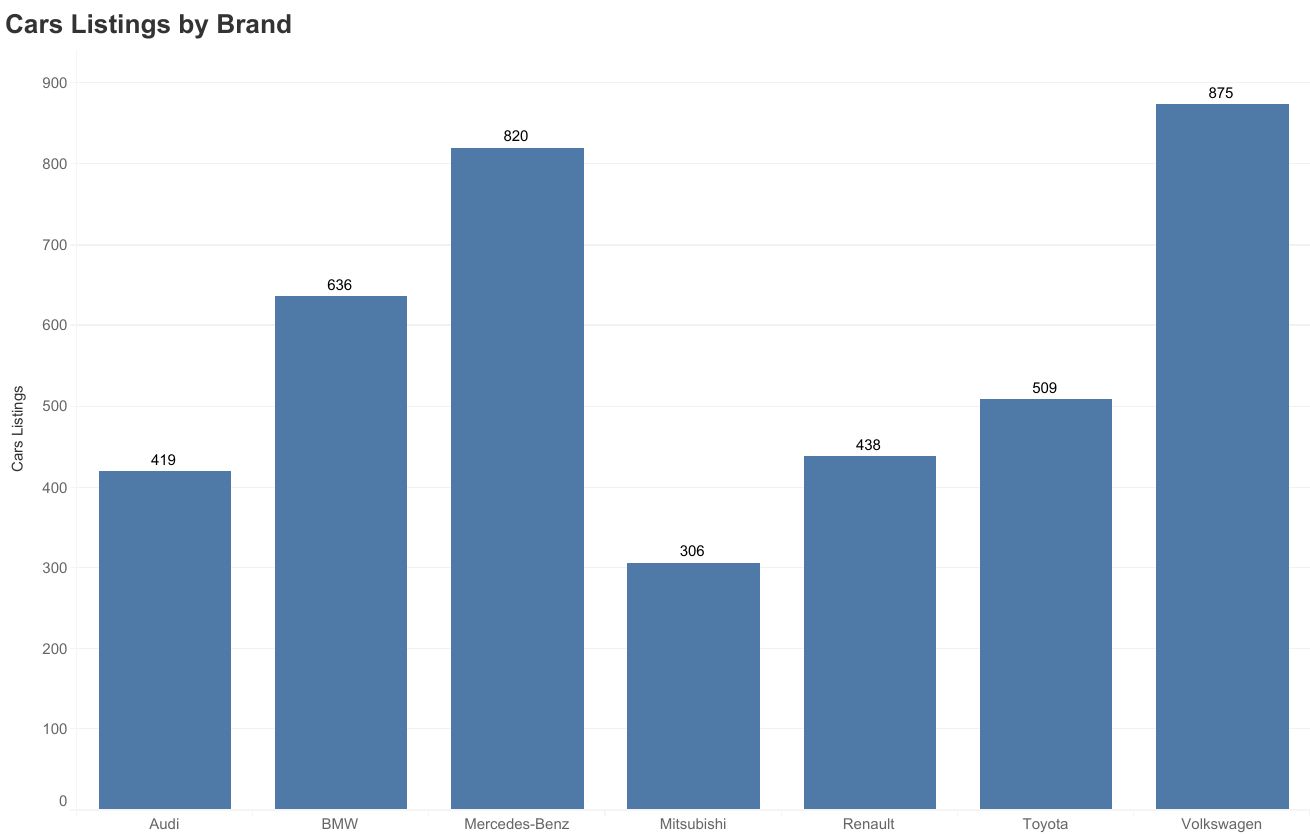 Cars Listings by Brand
Cars Listings
900
800
700
600
500
400
300
200
100
0
419
636
820
306
438
509
875
Audi
BMW
Mercedes-Benz
Mitsubishi
Renault
Toyota
Volkswagen